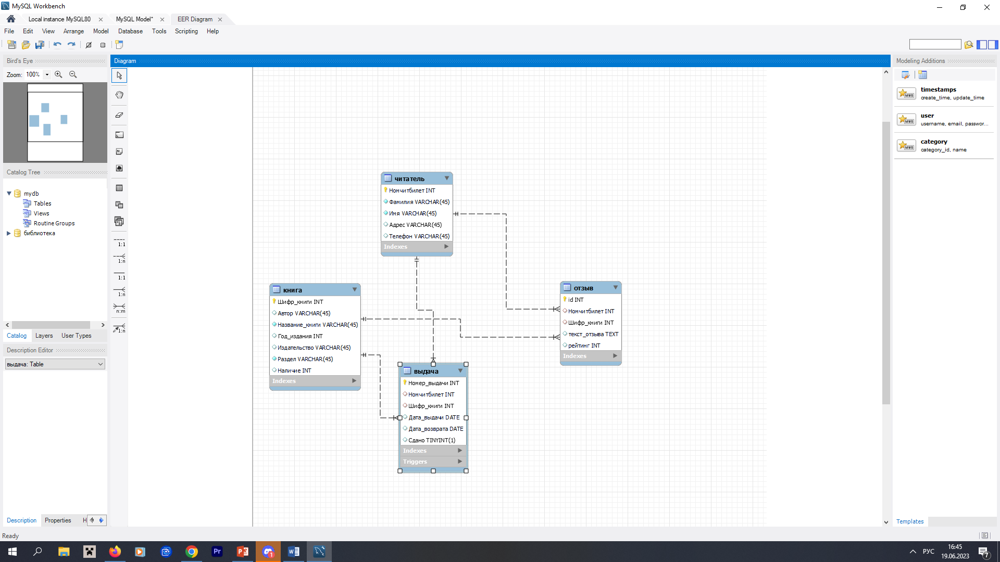 MySQL Workbench
Local instance MySQL80
MySQL Model*
EER Diagram
File Edit View Arrange Model Database Tools Scripting Help
Bird's Eye
Zoom: 100%
Catalog Tree
mydb
Tables
Views
Routine Groups
библиотека
Catalog Layers User Types
Description Editor
выдача: Table
Description Properties H
Ready
Diagram
1:1
1:n
1:1
1:n
n:m
1:n
читатель
Номчитбилет INT
Фамилия VARCHAR(45)
Имя VARCHAR(45)
Адрес VARCHAR(45)
Телефон VARCHAR(45)
Indexes
книга
Шифр_книги INT
Автор VARCHAR(45)
Название_книги VARCHAR(45)
Год_издания INT
Издательство VARCHAR(45)
Раздел VARCHAR(45)
Наличие INT
Indexes
отзыв
id INT
Номчитбилет INT
Шифр_книги INT
текст_отзыва TEXT
рейтинг INT
Indexes
выдача
Номер_выдачи INT
Номчитбилет INT
Шифр_книги INT
Дата_выдачи DATE
Дата_возврата DATE
Сдано TINYINT(1)
Indexes
Triggers
Modeling Additions
MWB
timestamps
create_time, update_time
MWB
user
username, email, passwor...
MWB
category
category_id, name
Templates
Pr
1
РУС
16:45
19.06.2023
7